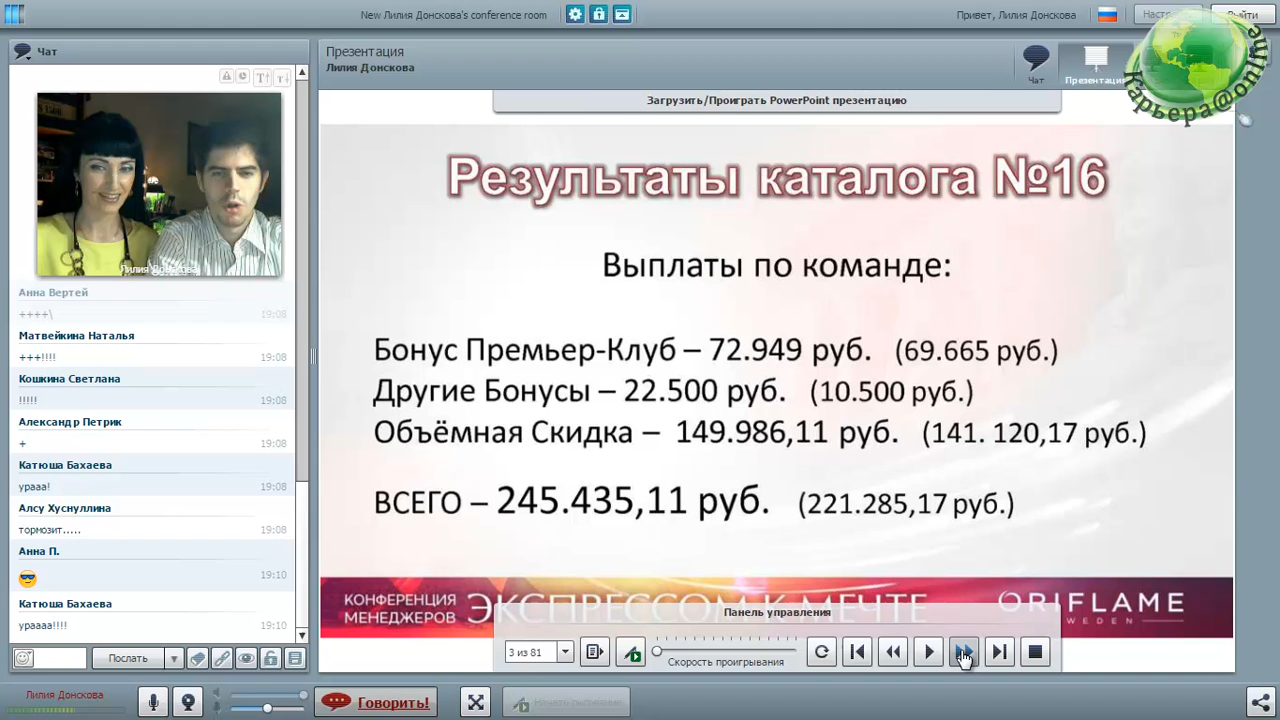 New Лилия Донскова's conference room
Привет, Лилия Донскова
Выйти
Чат
Презентация
Лилия Донскова
Чат
Презентация
Карьера@online
Загрузить/Проиграть PowerPoint презентацию
Лилия Донскова
Анна Вертей
++++\ 19:08
Матвейкина Наталья
+++!!!! 19:08
Кошкина Светлана
!!!!! 19:08
Александр Петрик
+ 19:08
Катюша Бахаева
урааа! 19:08
Алсу Хуснуллина
тормозит..... 19:08
Анна П.
19:10
Катюша Бахаева
ураааа!!!! 19:10
Послать
Результаты каталога №16
Выплаты по команде:
Бонус Премьер-Клуб – 72.949 руб. (69.665 руб.)
Другие Бонусы – 22.500 руб. (10.500 руб.)
Объёмная Скидка – 149.986,11 руб. (141. 120,17 руб.)
ВСЕГО – 245.435,11 руб. (221.285,17 руб.)
КОНФЕРЕНЦИЯ
МЕНЕДЖЕРОВ
ЭКСПРЕССОМ К МЕЧТЕ
ORIFLAME
SWEDEN
Панель управления
3 из 81
Скорость проигрывания
Лилия Донскова
Говорить!